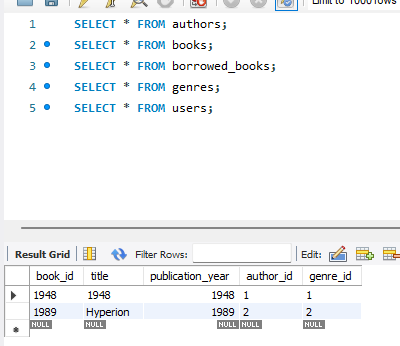 Limit to 1000 rows
1 SELECT * FROM authors;
2 SELECT * FROM books;
3 SELECT * FROM borrowed_books;
4 SELECT * FROM genres;
5 SELECT * FROM users;
Result Grid Filter Rows: Edit:
book_id title publication_year author_id genre_id
1948 1948 1948 1 1
1989 Hyperion 1989 2 2
NULL NULL NULL NULL NULL